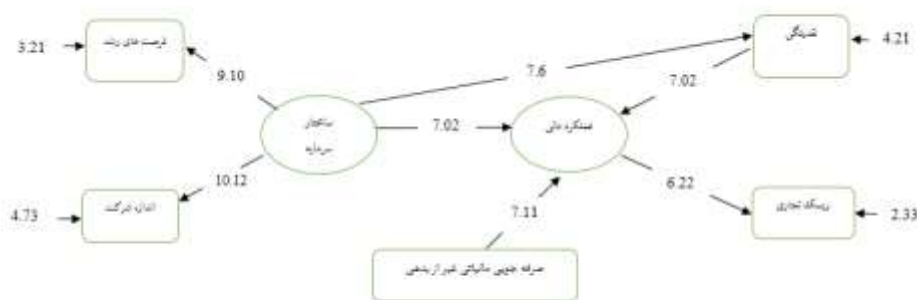 فرصت های رشد
3.21
نقدینگی
4.21
9.10
7.6
7.02
ساختار
سرمایه
7.02
عملکرد مالی
10.12
6.22
اندازه شرکت
4.73
ریسک تجاری
2.33
7.11
صرفه جویی مالیاتی غیر از بدهی